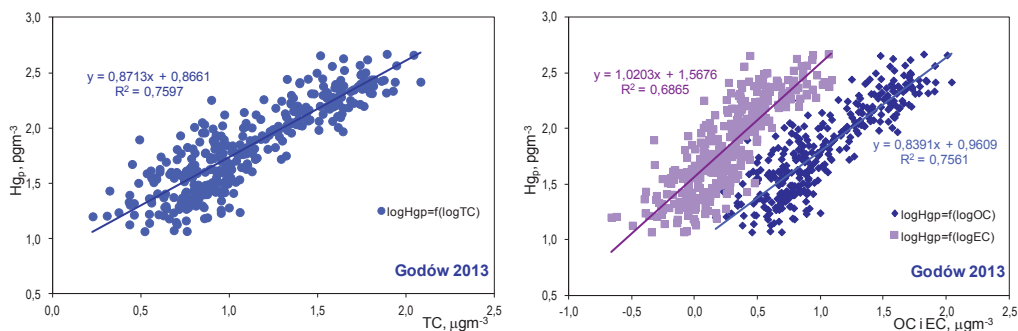 3,0
2,5
2,0
1,5
1,0
0,5
Hgp, pgm-3
y = 0,8713x + 0,8661
R² = 0,7597
logHgp=f(logTC)
Godów 2013
0,0 0,5 1,0 1,5 2,0 2,5
TC, µgm-3
3,0
2,5
2,0
1,5
1,0
0,5
Hgp, pgm-3
y = 1,0203x + 1,5676
R² = 0,6865
y = 0,8391x + 0,9609
R² = 0,7561
logHgp=f(logOC)
logHgp=f(logEC)
Godów 2013
-1,0 -0,5 0,0 0,5 1,0 1,5 2,0 2,5
OC i EC, µgm-3